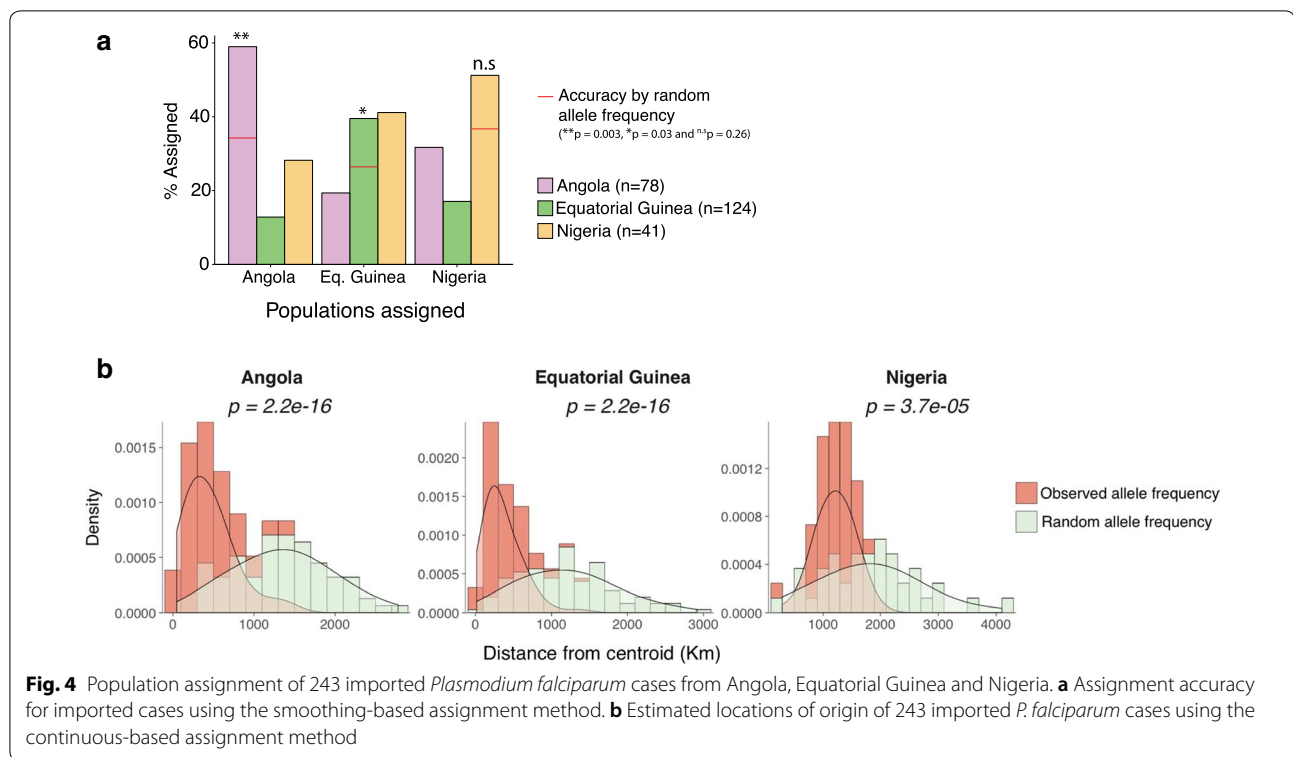 a
60
40
20
0
% Assigned
**
*
n.s
Angola
Eq. Guinea
Nigeria
Populations assigned
Accuracy by random
allele frequency
(**p = 0.003, *p = 0.03 and n.sp = 0.26)
Angola (n=78)
Equatorial Guinea (n=124)
Nigeria (n=41)
b
Angola
p = 2.2e-16
Equatorial Guinea
p = 2.2e-16
Nigeria
p = 3.7e-05
Density
0.0015
0.0010
0.0005
0.0000
0 1000 2000
0.0020
0.0015
0.0010
0.0005
0.0000
0 1000 2000 3000
0.0012
0.0008
0.0004
0.0000
1000 2000 3000 4000
Distance from centroid (Km)
Observed allele frequency
Random allele frequency
Fig. 4 Population assignment of 243 imported Plasmodium falciparum cases from Angola, Equatorial Guinea and Nigeria. a Assignment accuracy
for imported cases using the smoothing-based assignment method. b Estimated locations of origin of 243 imported P. falciparum cases using the
continuous-based assignment method